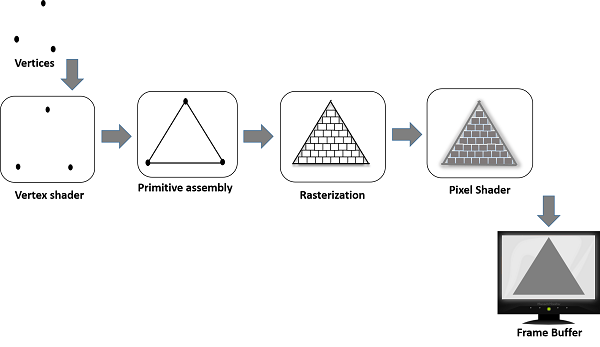 Vertices
Vertex shader
Primitive assembly
Rasterization
Pixel Shader
Frame Buffer